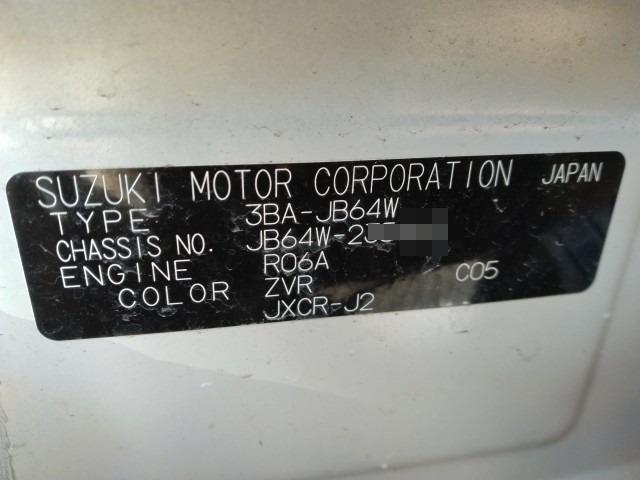 SUZUKI MOTOR CORPORATION JAPAN
TYPE 3BA-JB64W
CHASSIS NO. JB64W-2
ENGINE R06A C05
COLOR ZVR
JXCR-J2